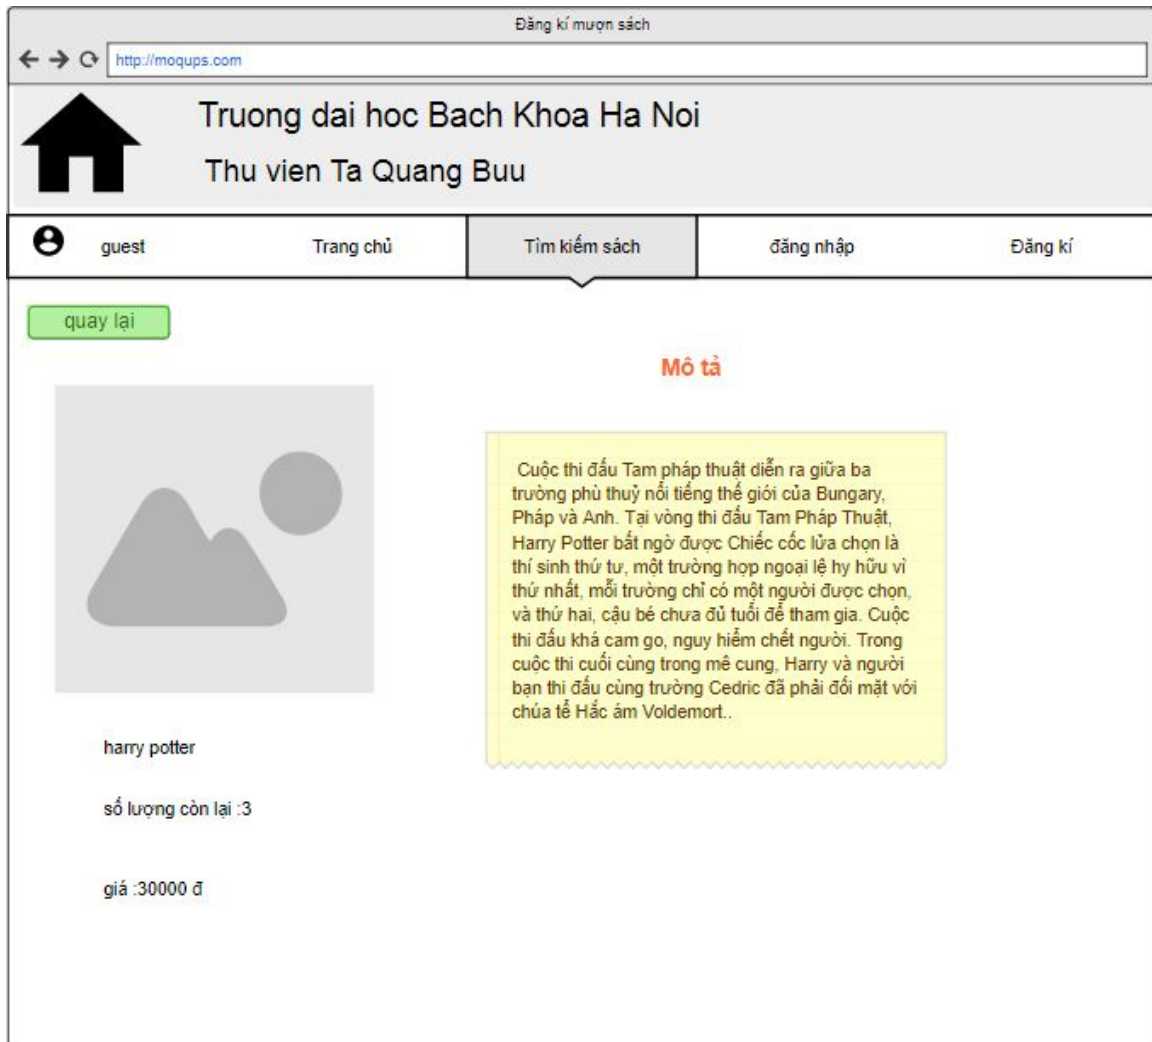 Đăng kí mượn sách
http://moqups.com
Truong dai hoc Bach Khoa Ha Noi
Thu vien Ta Quang Buu
guest
Trang chủ
Tìm kiếm sách
đăng nhập
Đăng kí
quay lại
Mô tả
Cuộc thi đấu Tam pháp thuật diễn ra giữa ba
trường phù thuỷ nổi tiếng thế giới của Bungary,
Pháp và Anh. Tại vòng thi đấu Tam Pháp Thuật,
Harry Potter bất ngờ được Chiếc cốc lửa chọn là
thí sinh thứ tư, một trường hợp ngoại lệ hy hữu vì
thứ nhất, mỗi trường chỉ có một người được chọn,
và thứ hai, cậu bé chưa đủ tuổi để tham gia. Cuộc
thi đấu khá cam go, nguy hiểm chết người. Trong
cuộc thi cuối cùng trong mê cung, Harry và người
bạn thi đấu cùng trường Cedric đã phải đối mặt với
chúa tể Hắc ám Voldemort..
harry potter
số lượng còn lại :3
giá :30000 đ